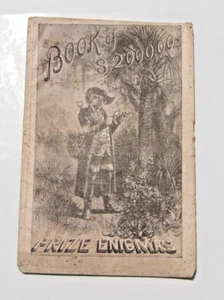 BOOK of
$200000
PRIZE ENIGMAS